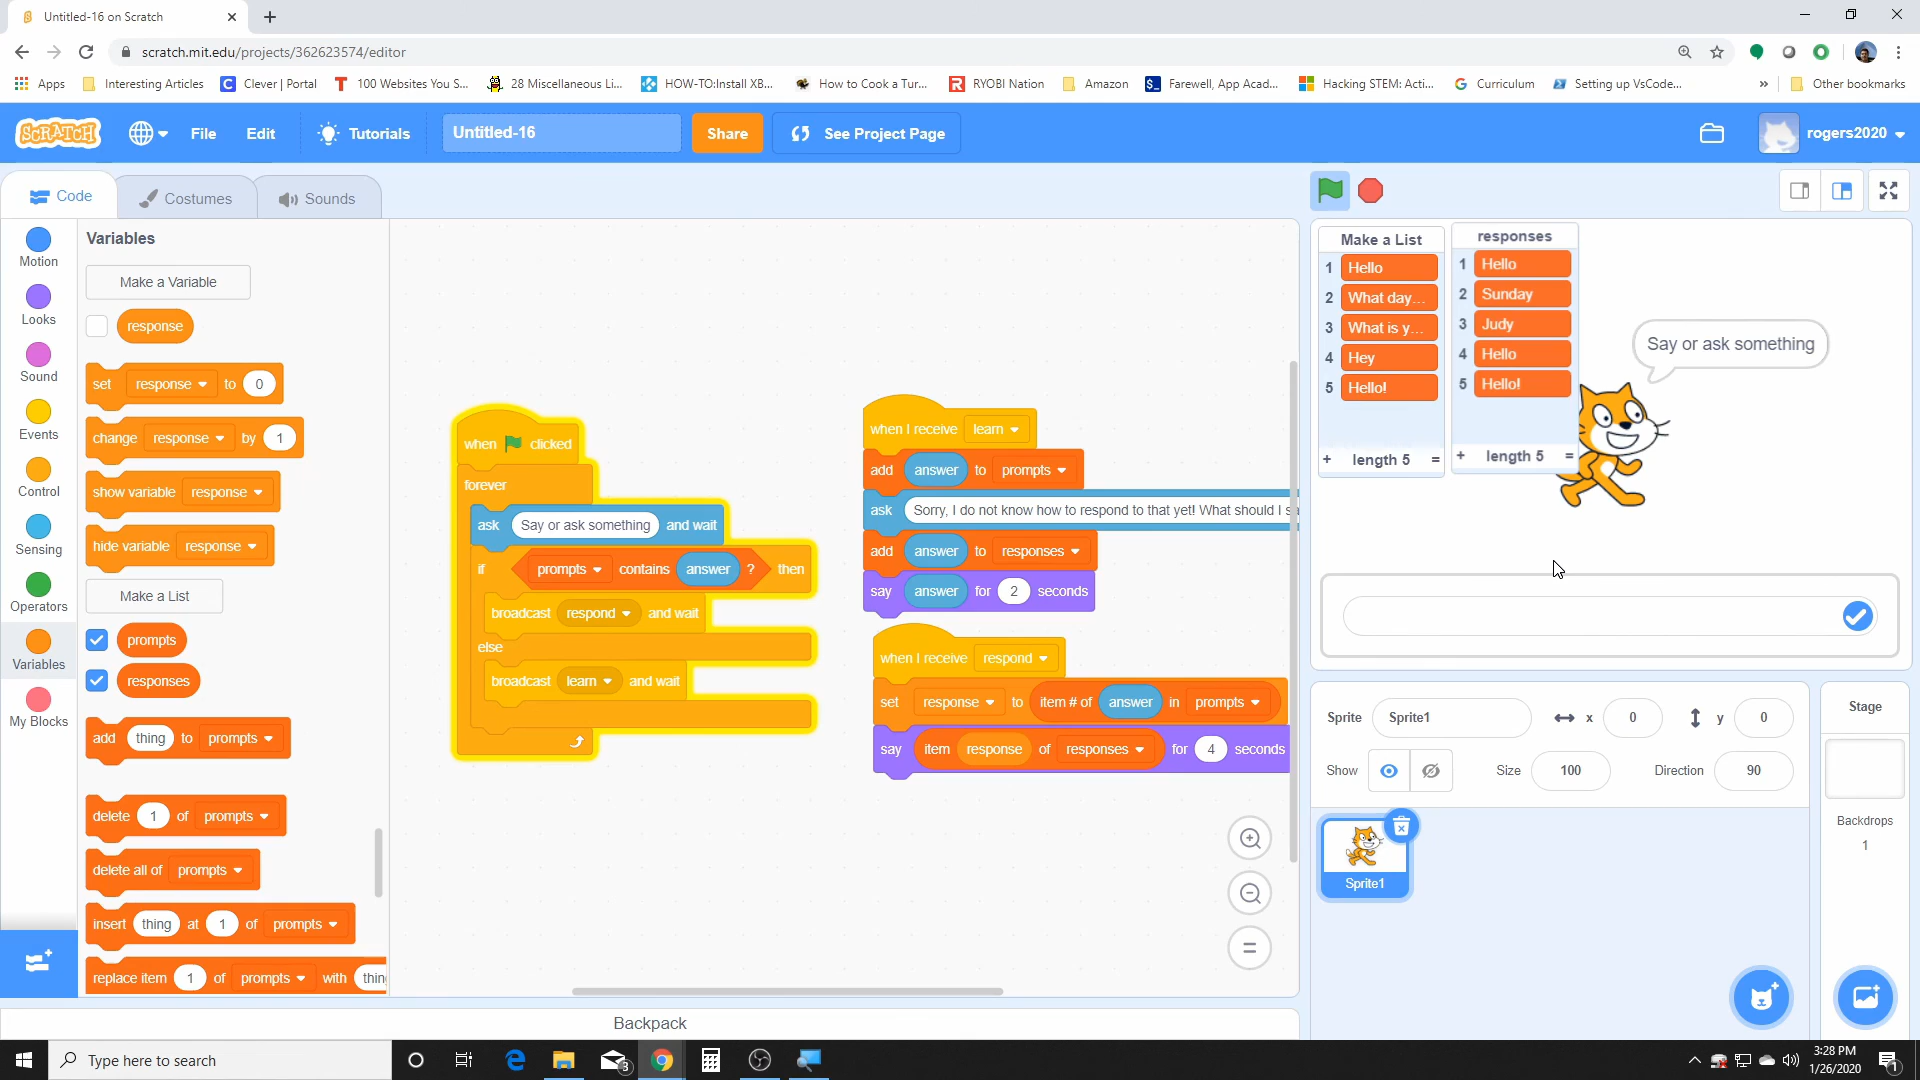 Untitled-16 on Scratch
scratch.mit.edu/projects/362623574/editor
Apps
Interesting Articles
Clever | Portal
100 Websites You S...
28 Miscellaneous Li...
HOW-TO:Install XB...
How to Cook a Tur...
RYOBI Nation
Amazon
Farewell, App Acad...
Hacking STEM: Acti...
Curriculum
Setting up VsCode...
»
Other bookmarks
SCRATCH
File
Edit
Tutorials
Untitled-16
Share
See Project Page
rogers2020
Code
Costumes
Sounds
Motion
Looks
Sound
Events
Control
Sensing
Operators
Variables
My Blocks
Variables
Make a Variable
response
set response to 0
change response by 1
show variable response
hide variable response
Make a List
prompts
responses
add thing to prompts
delete 1 of prompts
delete all of prompts
insert thing at 1 of prompts
replace item 1 of prompts with thin
when clicked
forever
ask Say or ask something and wait
if prompts contains answer ? then
broadcast respond and wait
else
broadcast learn and wait
when I receive learn
add answer to prompts
ask Sorry, I do not know how to respond to that yet! What should I s
add answer to responses
say answer for 2 seconds
when I receive respond
set response to item # of answer in prompts
say item response of responses for 4 seconds
Make a List
1 Hello
2 What day...
3 What is y...
4 Hey
5 Hello!
+ length 5 =
responses
1 Hello
2 Sunday
3 Judy
4 Hello
5 Hello!
+ length 5 =
Say or ask something
Sprite Sprite1 x 0 y 0
Show Size 100 Direction 90
Sprite1
Stage
Backdrops
1
Backpack
Type here to search
3
3:28 PM
1/26/2020
1